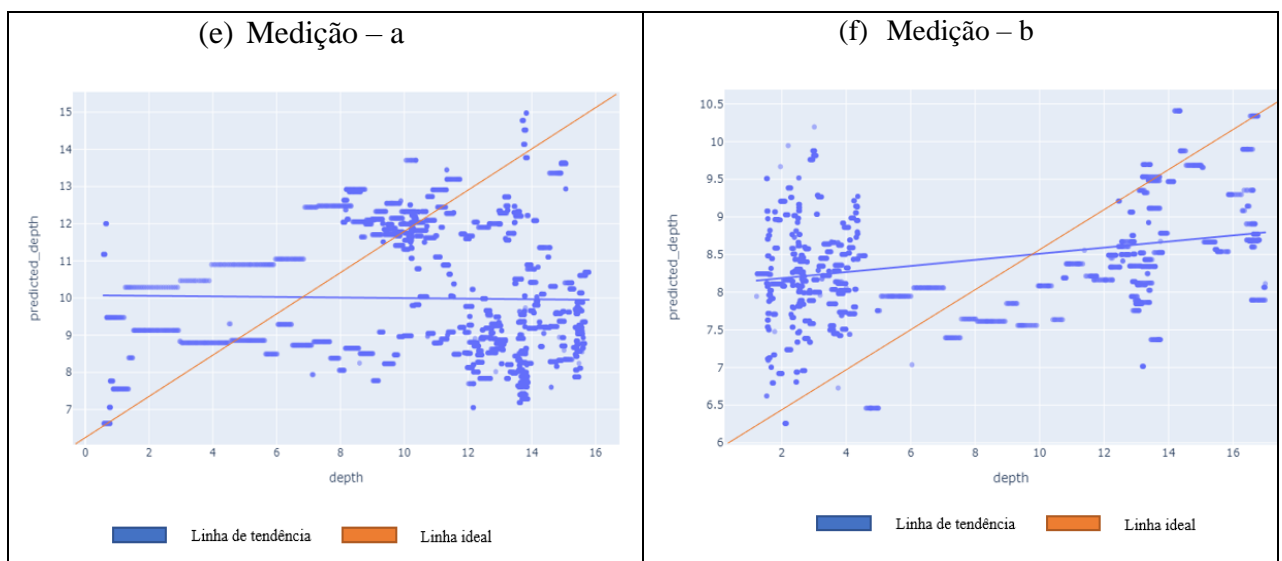 (e) Medição – a
15
14
13
12
11
10
9
8
7
predicted_depth
0 2 4 6 8 10 12 14 16
depth
Linha de tendência Linha ideal
(f) Medição – b
10.5
10
9.5
9
8.5
8
7.5
7
6.5
6
predicted_depth
2 4 6 8 10 12 14 16
depth
Linha de tendência Linha ideal